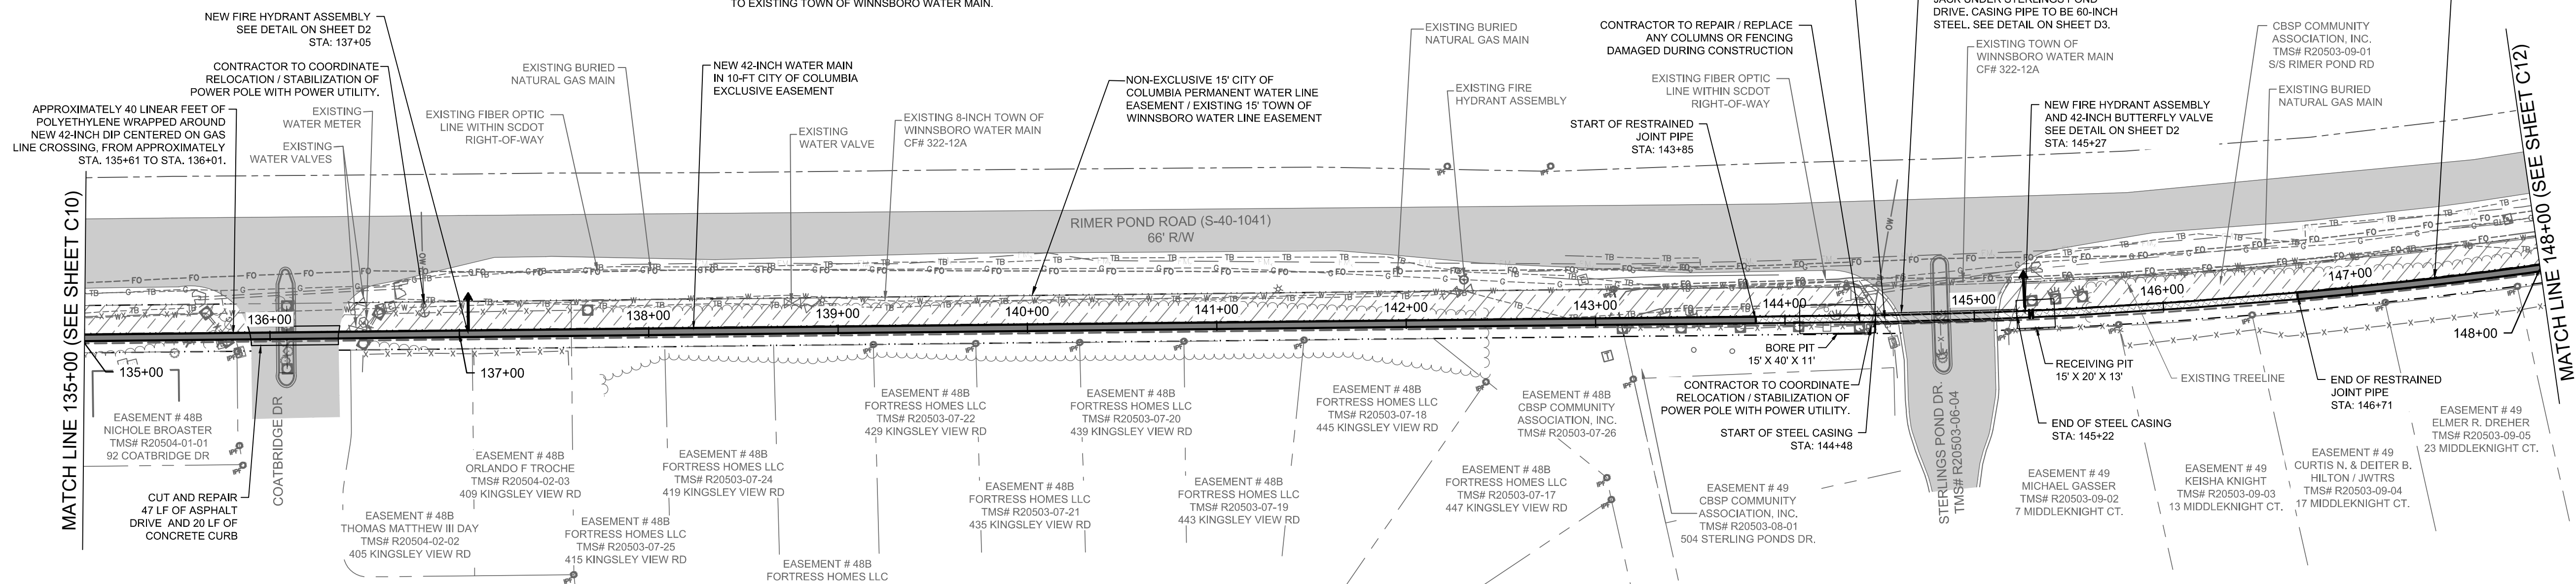 TO EXISTING TOWN OF WINNSBORO WATER MAIN.
NEW FIRE HYDRANT ASSEMBLY
SEE DETAIL ON SHEET D2
STA: 137+05
CONTRACTOR TO COORDINATE
RELOCATION / STABILIZATION OF
POWER POLE WITH POWER UTILITY.
APPROXIMATELY 40 LINEAR FEET OF
POLYETHYLENE WRAPPED AROUND
NEW 42-INCH DIP CENTERED ON GAS
LINE CROSSING, FROM APPROXIMATELY
STA. 135+61 TO STA. 136+01.
EXISTING
WATER METER
EXISTING
WATER VALVES
EXISTING FIBER OPTIC
LINE WITHIN SCDOT
RIGHT-OF-WAY
EXISTING BURIED
NATURAL GAS MAIN
NEW 42-INCH WATER MAIN
IN 10-FT CITY OF COLUMBIA
EXCLUSIVE EASEMENT
EXISTING
WATER VALVE
EXISTING 8-INCH TOWN OF
WINNSBORO WATER MAIN
CF# 322-12A
NON-EXCLUSIVE 15' CITY OF
COLUMBIA PERMANENT WATER LINE
EASEMENT / EXISTING 15' TOWN OF
WINNSBORO WATER LINE EASEMENT
EXISTING BURIED
NATURAL GAS MAIN
EXISTING FIRE
HYDRANT ASSEMBLY
CONTRACTOR TO REPAIR / REPLACE
ANY COLUMNS OR FENCING
DAMAGED DURING CONSTRUCTION
EXISTING FIBER OPTIC
LINE WITHIN SCDOT
RIGHT-OF-WAY
START OF RESTRAINED
JOINT PIPE
STA: 143+85
JACK UNDER STERLINGS POND
DRIVE. CASING PIPE TO BE 60-INCH
STEEL. SEE DETAIL ON SHEET D3.
EXISTING TOWN OF
WINNSBORO WATER MAIN
CF# 322-12A
NEW FIRE HYDRANT ASSEMBLY
AND 42-INCH BUTTERFLY VALVE
SEE DETAIL ON SHEET D2
STA: 145+27
CBSP COMMUNITY
ASSOCIATION, INC.
TMS# R20503-09-01
S/S RIMER POND RD
EXISTING BURIED
NATURAL GAS MAIN
MATCH LINE 135+00 (SEE SHEET C10)
RIMER POND ROAD (S-40-1041)
66' R/W
MATCH LINE 148+00 (SEE SHEET C12)
135+00
136+00
137+00
138+00
139+00
140+00
141+00
142+00
143+00
144+00
145+00
146+00
147+00
148+00
BORE PIT
15' X 40' X 11'
CONTRACTOR TO COORDINATE
RELOCATION / STABILIZATION OF
POWER POLE WITH POWER UTILITY.
START OF STEEL CASING
STA: 144+48
RECEIVING PIT
15' X 20' X 13'
END OF STEEL CASING
STA: 145+22
EXISTING TREELINE
END OF RESTRAINED
JOINT PIPE
STA: 146+71
EASEMENT # 48B
NICHOLE BROASTER
TMS# R20504-01-01
92 COATBRIDGE DR
CUT AND REPAIR
47 LF OF ASPHALT
DRIVE AND 20 LF OF
CONCRETE CURB
COATBRIDGE DR
EASEMENT # 48B
THOMAS MATTHEW III DAY
TMS# R20504-02-02
405 KINGSLEY VIEW RD
EASEMENT # 48B
ORLANDO F TROCHE
TMS# R20504-02-03
409 KINGSLEY VIEW RD
EASEMENT # 48B
FORTRESS HOMES LLC
TMS# R20503-07-25
415 KINGSLEY VIEW RD
EASEMENT # 48B
FORTRESS HOMES LLC
TMS# R20503-07-24
419 KINGSLEY VIEW RD
EASEMENT # 48B
FORTRESS HOMES LLC
EASEMENT # 48B
FORTRESS HOMES LLC
TMS# R20503-07-22
429 KINGSLEY VIEW RD
EASEMENT # 48B
FORTRESS HOMES LLC
TMS# R20503-07-21
435 KINGSLEY VIEW RD
EASEMENT # 48B
FORTRESS HOMES LLC
TMS# R20503-07-20
439 KINGSLEY VIEW RD
EASEMENT # 48B
FORTRESS HOMES LLC
TMS# R20503-07-19
443 KINGSLEY VIEW RD
EASEMENT # 48B
FORTRESS HOMES LLC
TMS# R20503-07-18
445 KINGSLEY VIEW RD
EASEMENT # 48B
FORTRESS HOMES LLC
TMS# R20503-07-17
447 KINGSLEY VIEW RD
EASEMENT # 48B
CBSP COMMUNITY
ASSOCIATION, INC.
TMS# R20503-07-26
EASEMENT # 49
CBSP COMMUNITY
ASSOCIATION, INC.
TMS# R20503-08-01
504 STERLING PONDS DR.
STERLINGS POND DR.
TMS# R20503-06-04
EASEMENT # 49
MICHAEL GASSER
TMS# R20503-09-02
7 MIDDLEKNIGHT CT.
EASEMENT # 49
KEISHA KNIGHT
TMS# R20503-09-03
13 MIDDLEKNIGHT CT.
EASEMENT # 49
CURTIS N. & DEITER B.
HILTON / JWTRS
TMS# R20503-09-04
17 MIDDLEKNIGHT CT.
EASEMENT # 49
ELMER R. DREHER
TMS# R20503-09-05
23 MIDDLEKNIGHT CT.